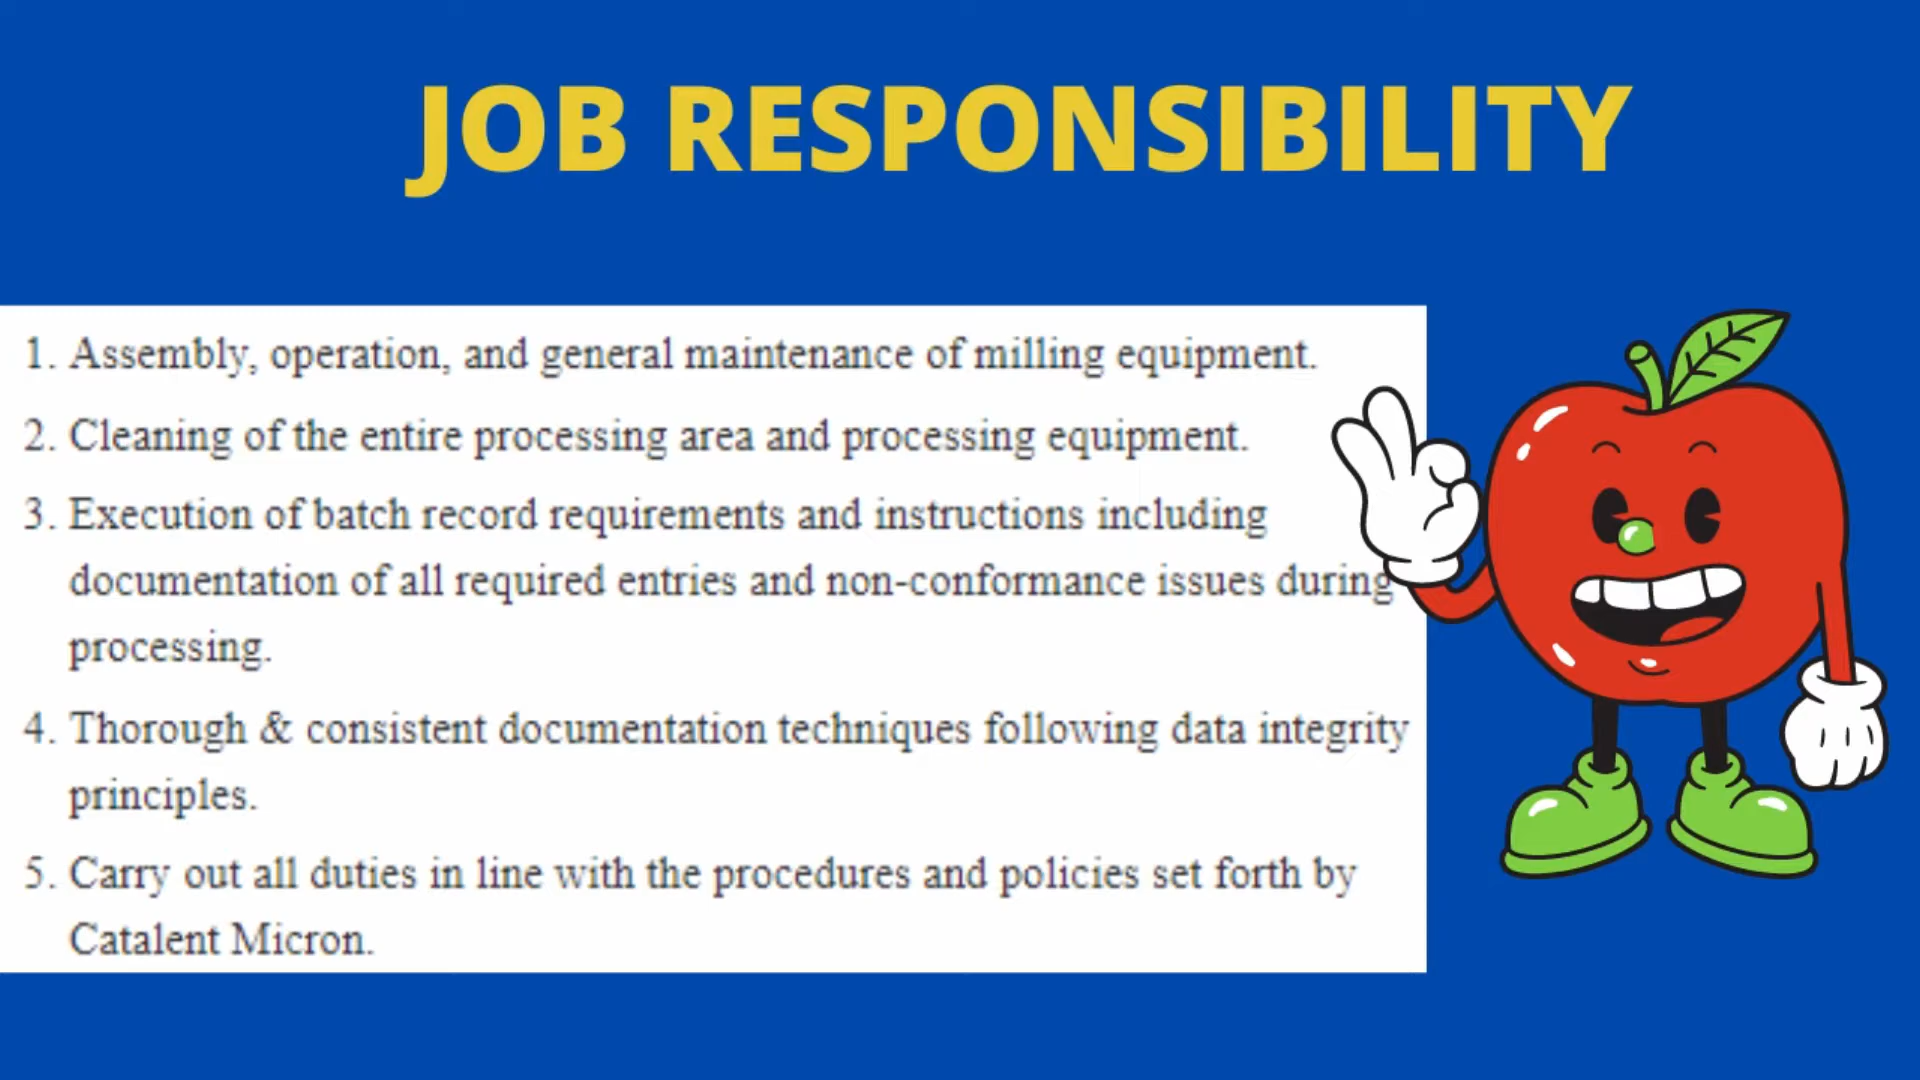 JOB RESPONSIBILITY
1. Assembly, operation, and general maintenance of milling equipment.
2. Cleaning of the entire processing area and processing equipment.
3. Execution of batch record requirements and instructions including
documentation of all required entries and non-conformance issues during
processing.
4. Thorough & consistent documentation techniques following data integrity
principles.
5. Carry out all duties in line with the procedures and policies set forth by
Catalent Micron.